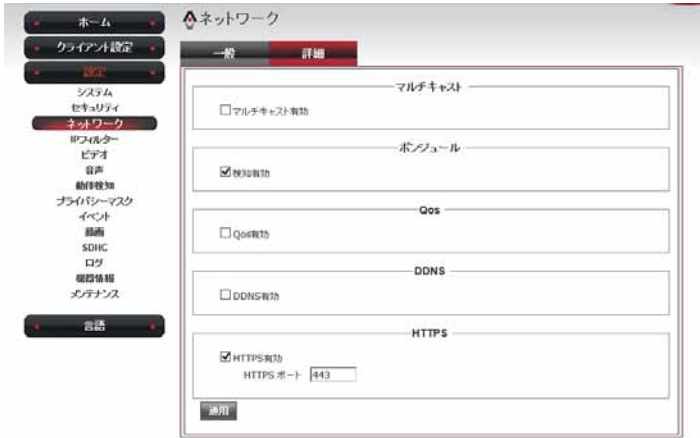 ホーム
クライアント設定
設定
システム
セキュリティ
ネットワーク
IPフィルター
ビデオ
音声
動体検知
プライバシーマスク
イベント
録画
SDHC
ログ
機器情報
メンテナンス
言語
ネットワーク
一般
詳細
マルチキャスト
マルチキャスト有効
ボンジュール
検知有効
Qos
Qos有効
DDNS
DDNS有効
HTTPS
HTTPS有効
HTTPS ポート 443
適用